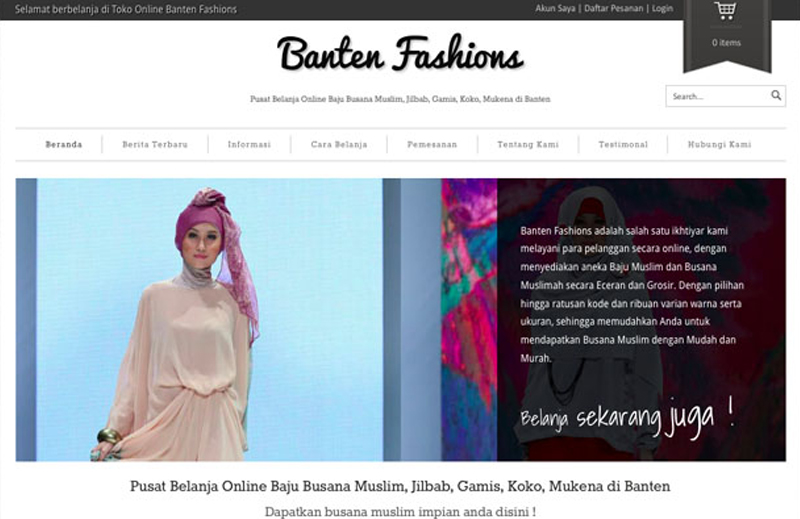 Selamat berbelanja di Toko Online Banten Fashions
Akun Saya | Daftar Pesanan | Login
0 items
Banten Fashions
Pusat Belanja Online Baju Busana Muslim, Jilbab, Gamis, Koko, Mukena di Banten
Search...
Beranda
Berita Terbaru
Informasi
Cara Belanja
Pemesanan
Tentang Kami
Testimonal
Hubungi Kami
Banten Fashions adalah salah satu ikhtiyar kami
melayani para pelanggan secara online, dengan
menyediakan aneka Baju Muslim dan Busana
Muslimah secara Eceran dan Grosir. Dengan pilihan
hingga ratusan kode dan ribuan varian warna serta
ukuran, sehingga memudahkan Anda untuk
mendapatkan Busana Muslim dengan Mudah dan
Murah.
Belanja sekarang juga !
Pusat Belanja Online Baju Busana Muslim, Jilbab, Gamis, Koko, Mukena di Banten
Dapatkan busana muslim impian anda disini !